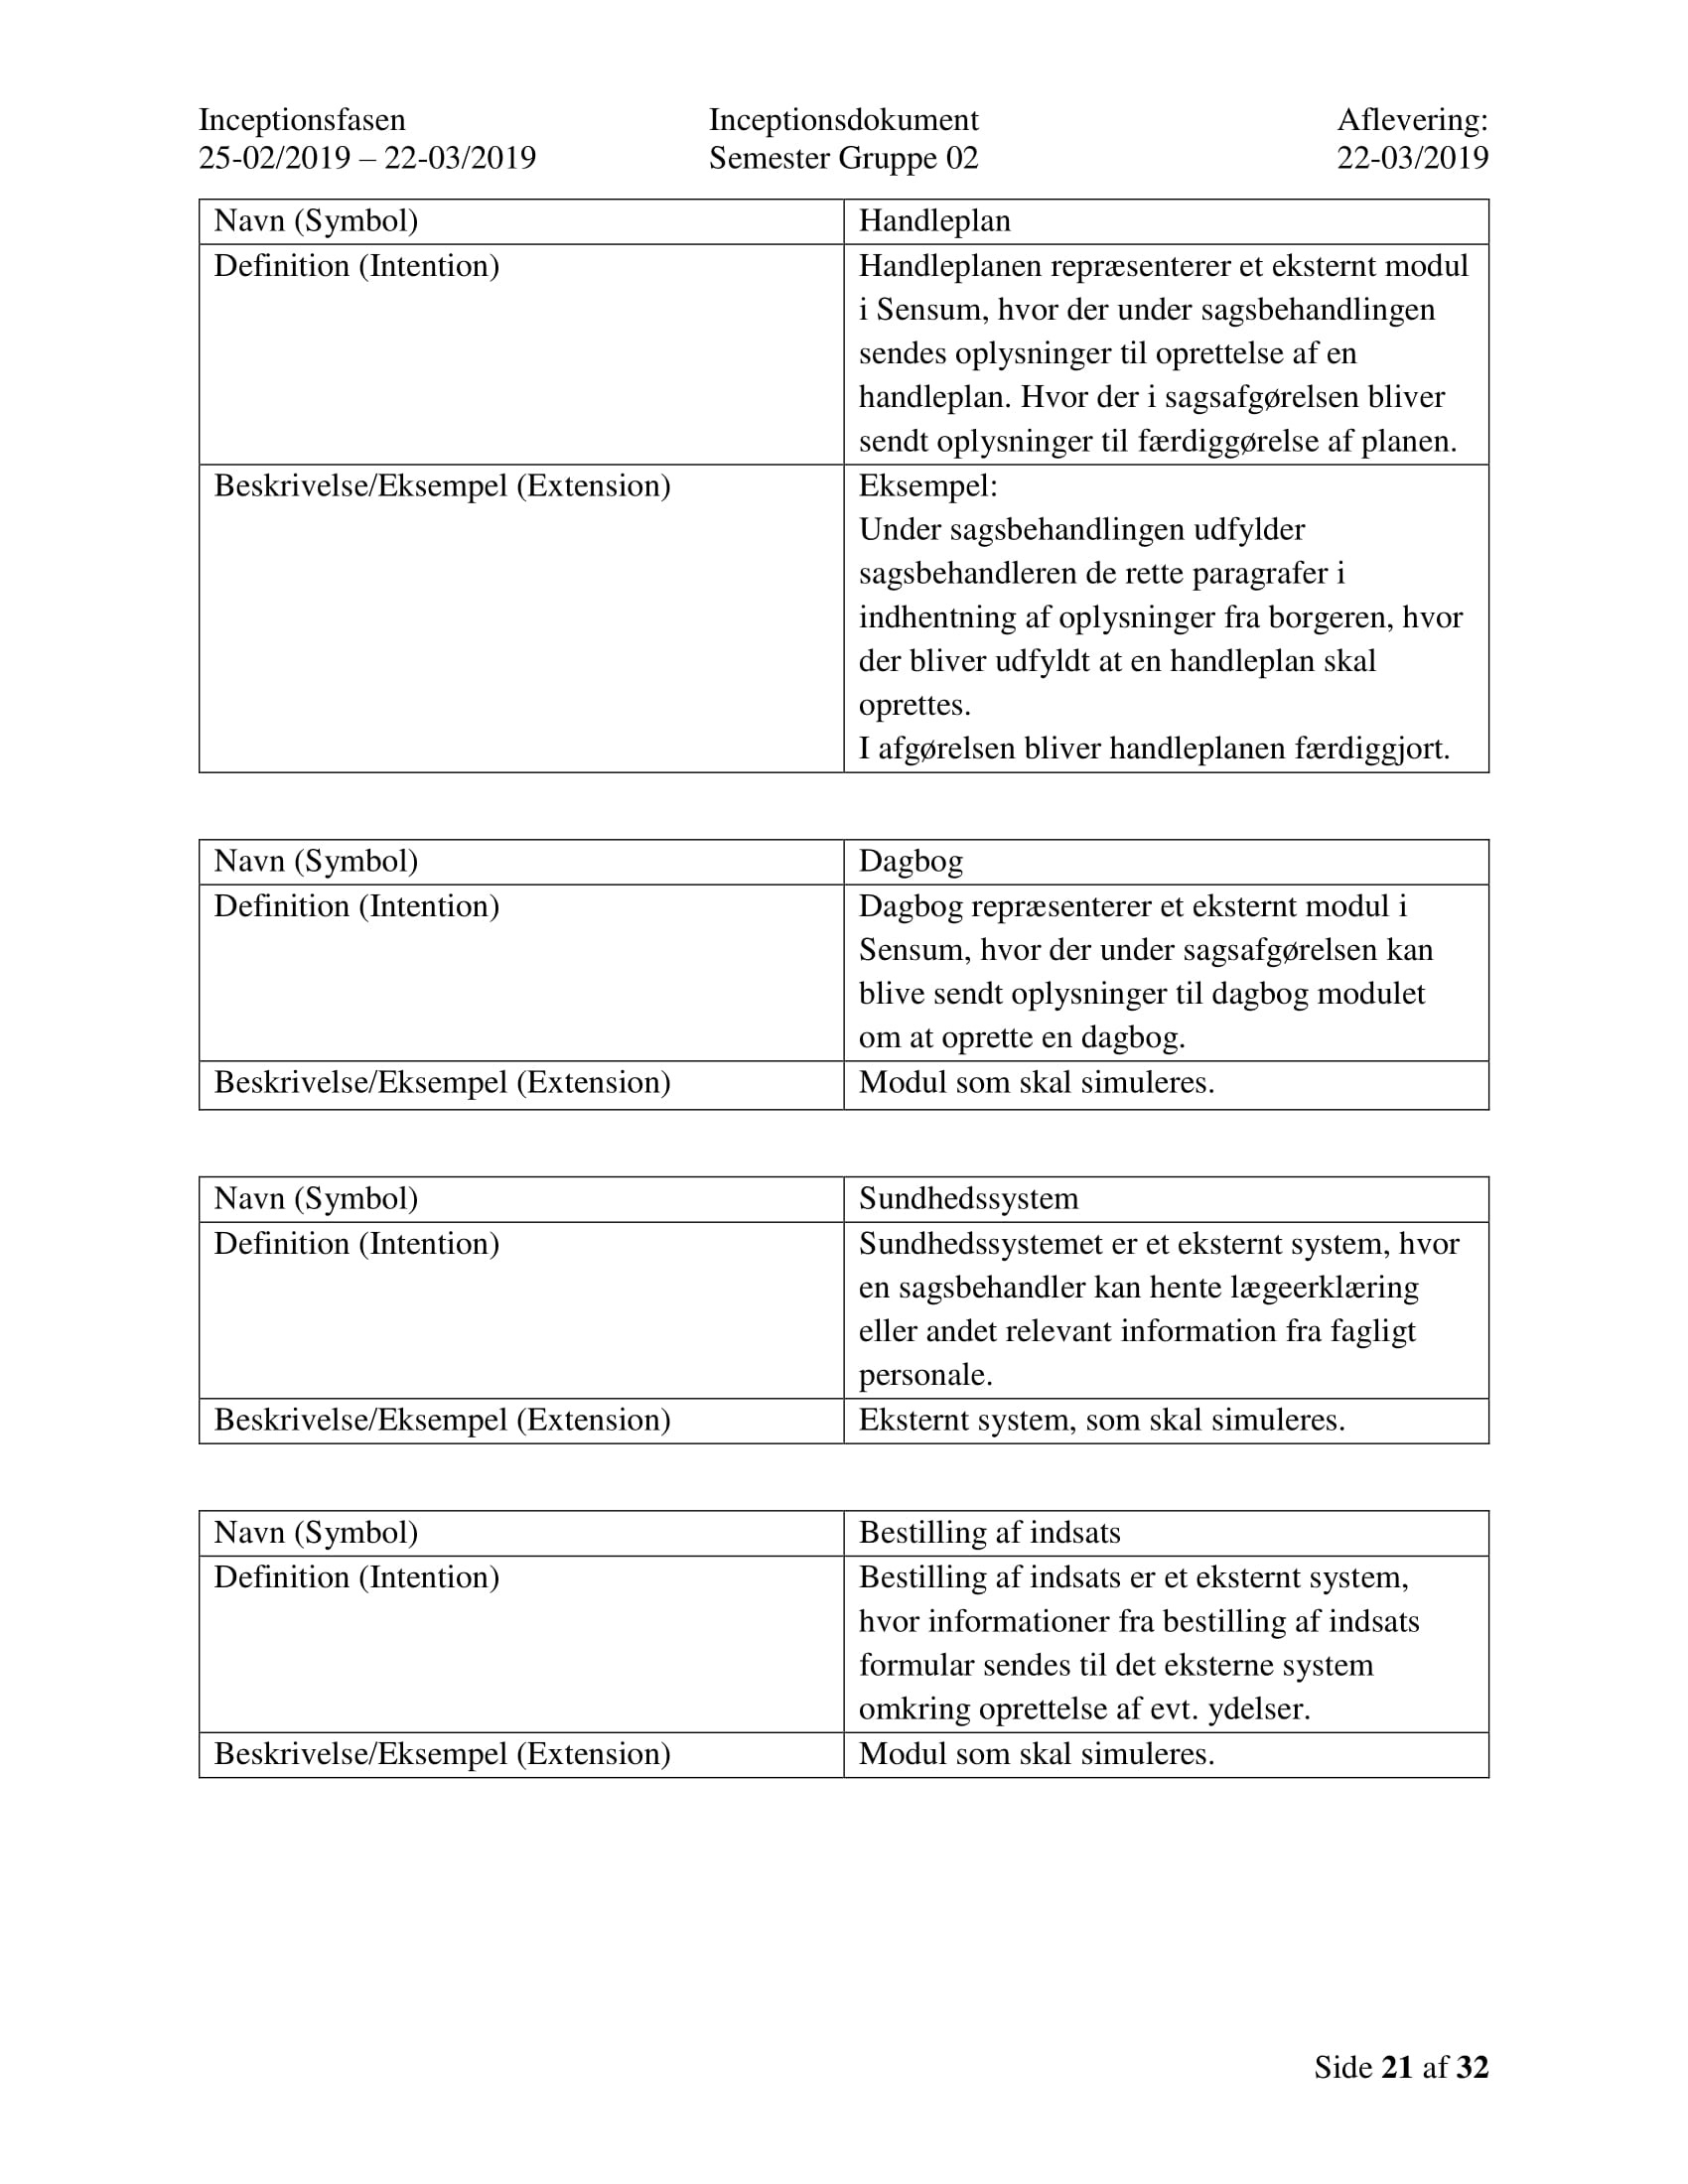 Inceptionsfasen Inceptionsdokument Aflevering:
25-02/2019 – 22-03/2019 Semester Gruppe 02 22-03/2019
Navn (Symbol) Handleplan
Definition (Intention) Handleplanen repræsenterer et eksternt modul
i Sensum, hvor der under sagsbehandlingen
sendes oplysninger til oprettelse af en
handleplan. Hvor der i sagsafgørelsen bliver
sendt oplysninger til færdiggørelse af planen.
Beskrivelse/Eksempel (Extension) Eksempel:
Under sagsbehandlingen udfylder
sagsbehandleren de rette paragrafer i
indhentning af oplysninger fra borgeren, hvor
der bliver udfyldt at en handleplan skal
oprettes.
I afgørelsen bliver handleplanen færdiggjort.
Navn (Symbol) Dagbog
Definition (Intention) Dagbog repræsenterer et eksternt modul i
Sensum, hvor der under sagsafgørelsen kan
blive sendt oplysninger til dagbog modulet
om at oprette en dagbog.
Beskrivelse/Eksempel (Extension) Modul som skal simuleres.
Navn (Symbol) Sundhedssystem
Definition (Intention) Sundhedssystemet er et eksternt system, hvor
en sagsbehandler kan hente lægeerklæring
eller andet relevant information fra fagligt
personale.
Beskrivelse/Eksempel (Extension) Eksternt system, som skal simuleres.
Navn (Symbol) Bestilling af indsats
Definition (Intention) Bestilling af indsats er et eksternt system,
hvor informationer fra bestilling af indsats
formular sendes til det eksterne system
omkring oprettelse af evt. ydelser.
Beskrivelse/Eksempel (Extension) Modul som skal simuleres.
Side 21 af 32